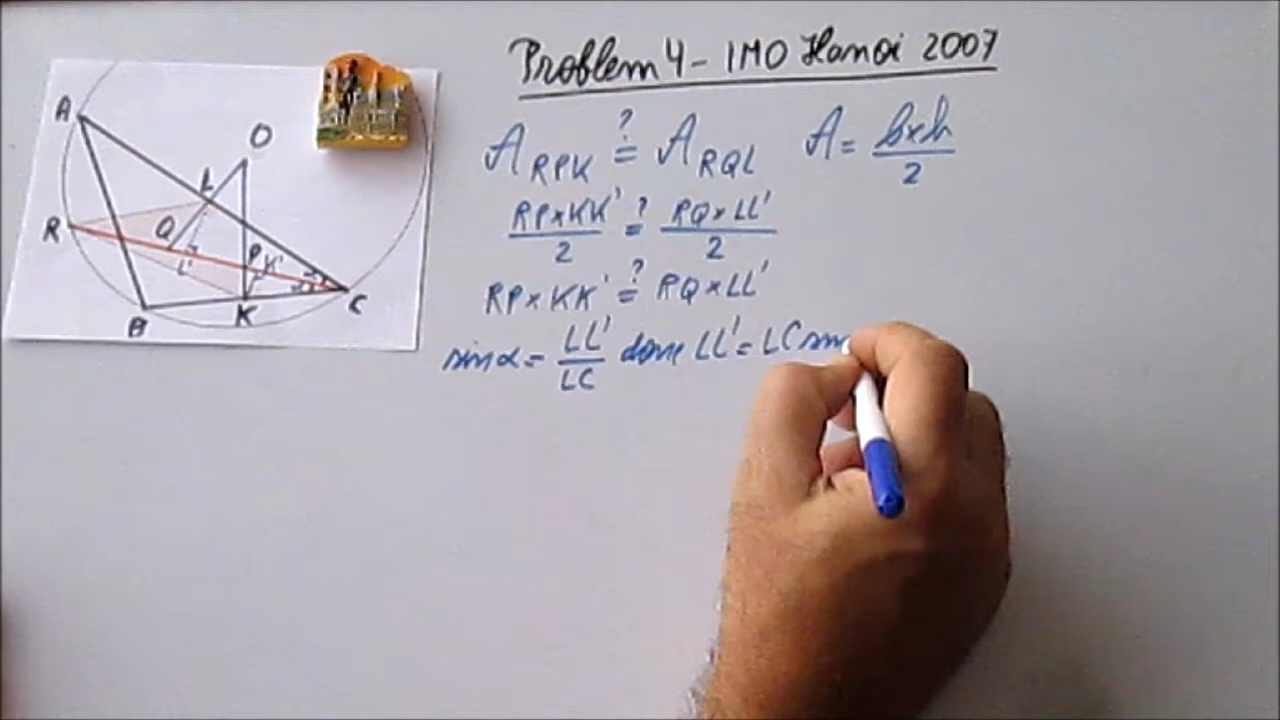 Problem 4 - IMO Hanoi 2007
A
O
L
R
Q
L'
P
K'
B
K
C
A_RPK ?= A_RQL A = b×h/2
RP×KK'/2 ?= RQ×LL'/2
RP×KK' ?= RQ×LL'
sin α = LL'/LC donc LL' = LC sin